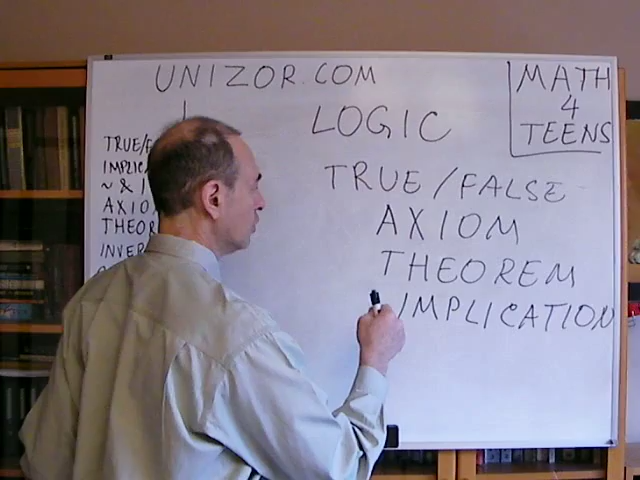 UNIZOR.COM
MATH
4
TEENS
LOGIC
TRUE/FALSE
AXIOM
THEOREM
IMPLICATION
~ &